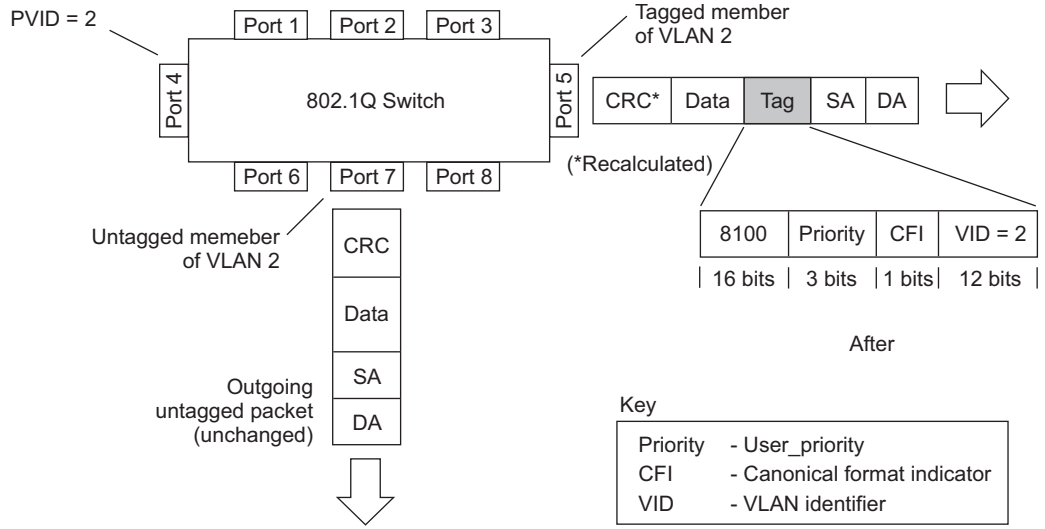 PVID = 2
Port 1
Port 2
Port 3
Tagged member
of VLAN 2
Port 4
802.1Q Switch
Port 5
CRC*
Data
Tag
SA
DA
(*Recalculated)
Port 6
Port 7
Port 8
Untagged memeber
of VLAN 2
CRC
Data
SA
DA
8100
Priority
CFI
VID = 2
16 bits
3 bits
1 bits
12 bits
After
Outgoing
untagged packet
(unchanged)
Key
Priority - User_priority
CFI - Canonical format indicator
VID - VLAN identifier